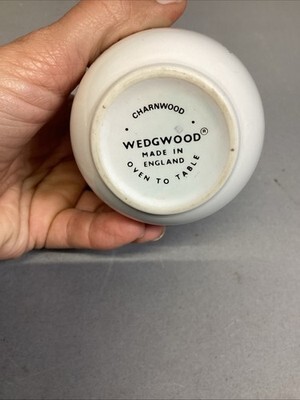 CHARNWOOD
WEDGWOOD®
MADE IN
ENGLAND
OVEN TO TABLE